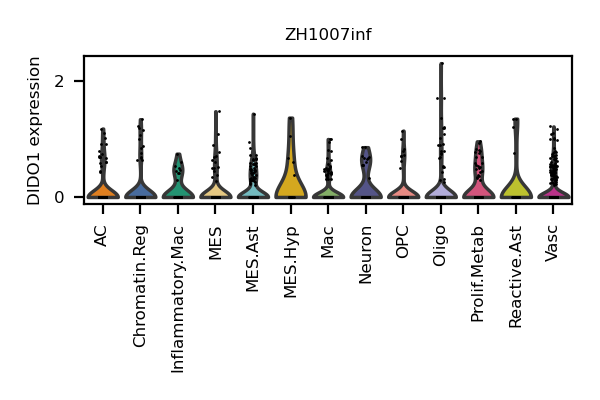 ZH1007inf
DIDO1 expression
2
0
AC
Chromatin.Reg
Inflammatory.Mac
MES
MES.Ast
MES.Hyp
Mac
Neuron
OPC
Oligo
Prolif.Metab
Reactive.Ast
Vasc